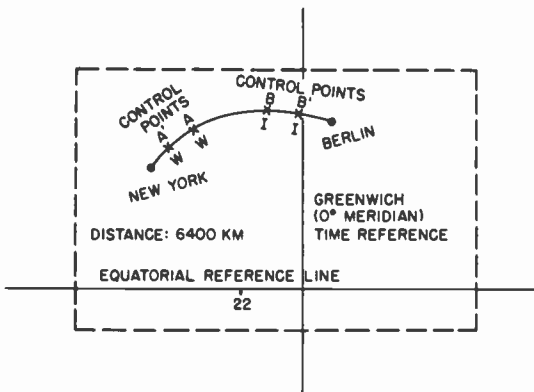 CONTROL POINTS
B B'
I I
CONTROL
POINTS
A' A
W W
BERLIN
NEW YORK
GREENWICH
(0° MERIDIAN)
TIME REFERENCE
DISTANCE: 6400 KM
EQUATORIAL REFERENCE LINE
22